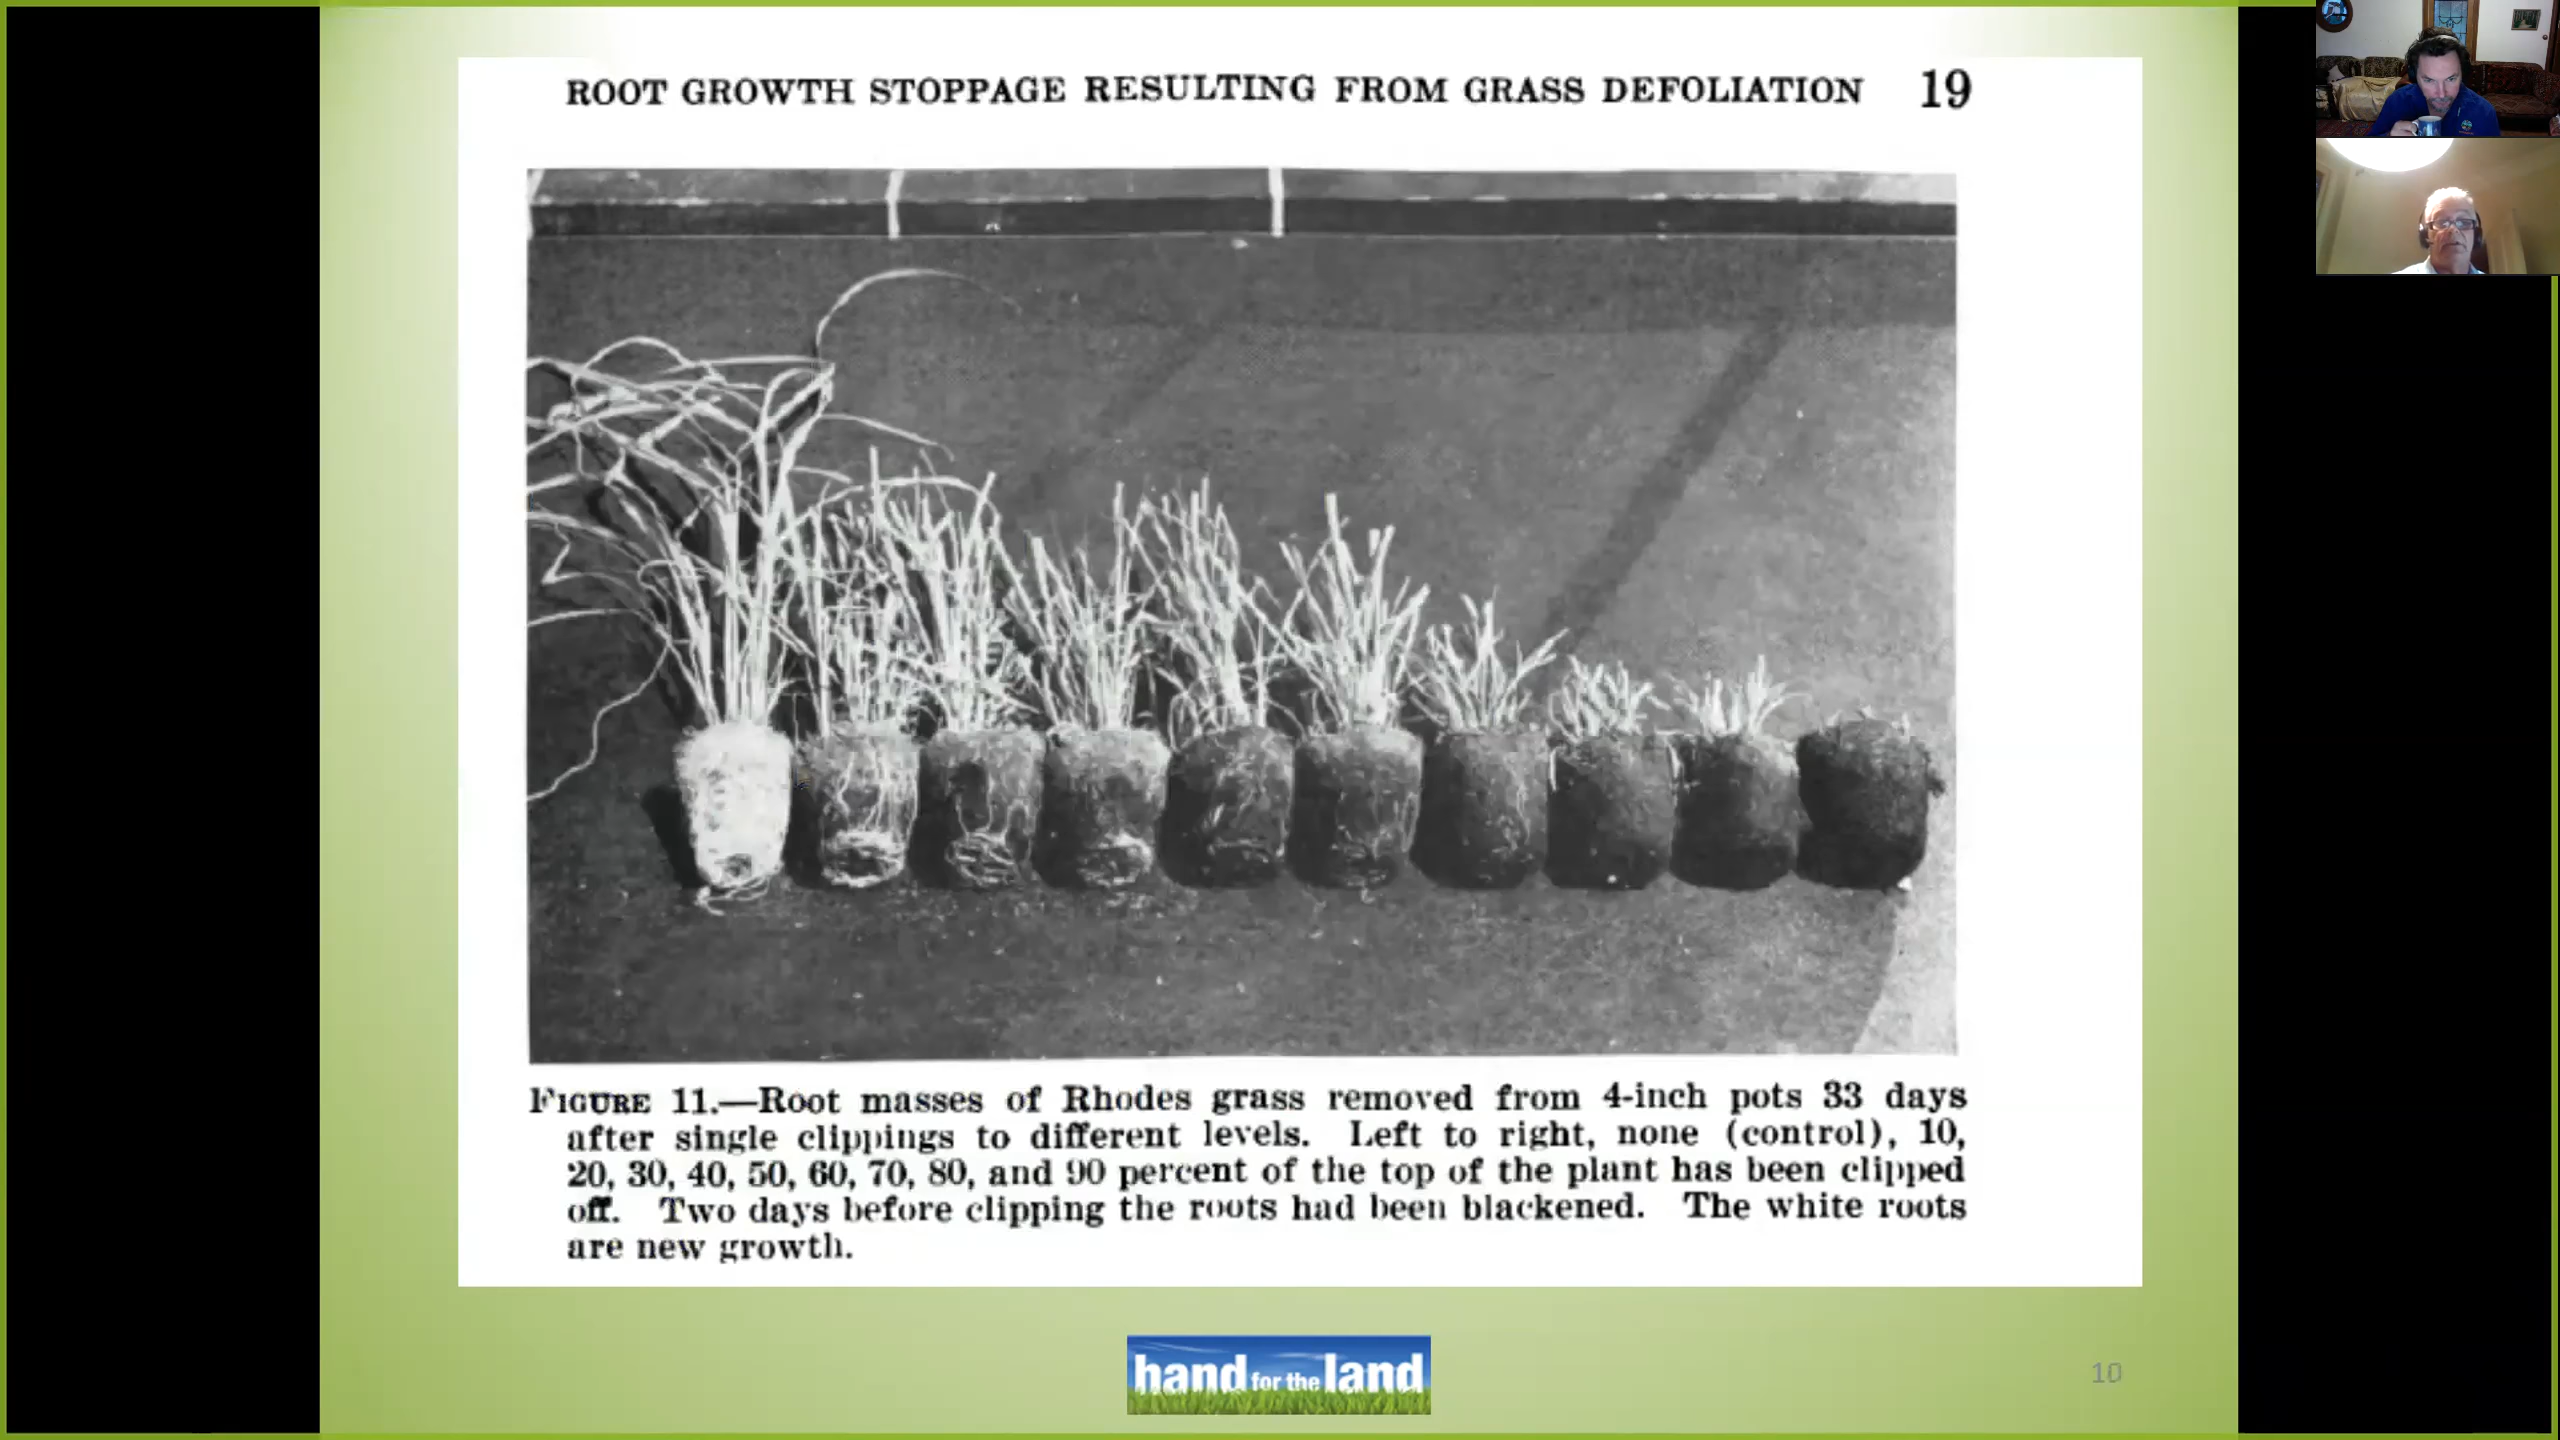 ROOT GROWTH STOPPAGE RESULTING FROM GRASS DEFOLIATION 19
FIGURE 11.—Root masses of Rhodes grass removed from 4-inch pots 33 days
after single clippings to different levels. Left to right, none (control), 10,
20, 30, 40, 50, 60, 70, 80, and 90 percent of the top of the plant has been clipped
off. Two days before clipping the roots had been blackened. The white roots
are new growth.
hand for the land
10